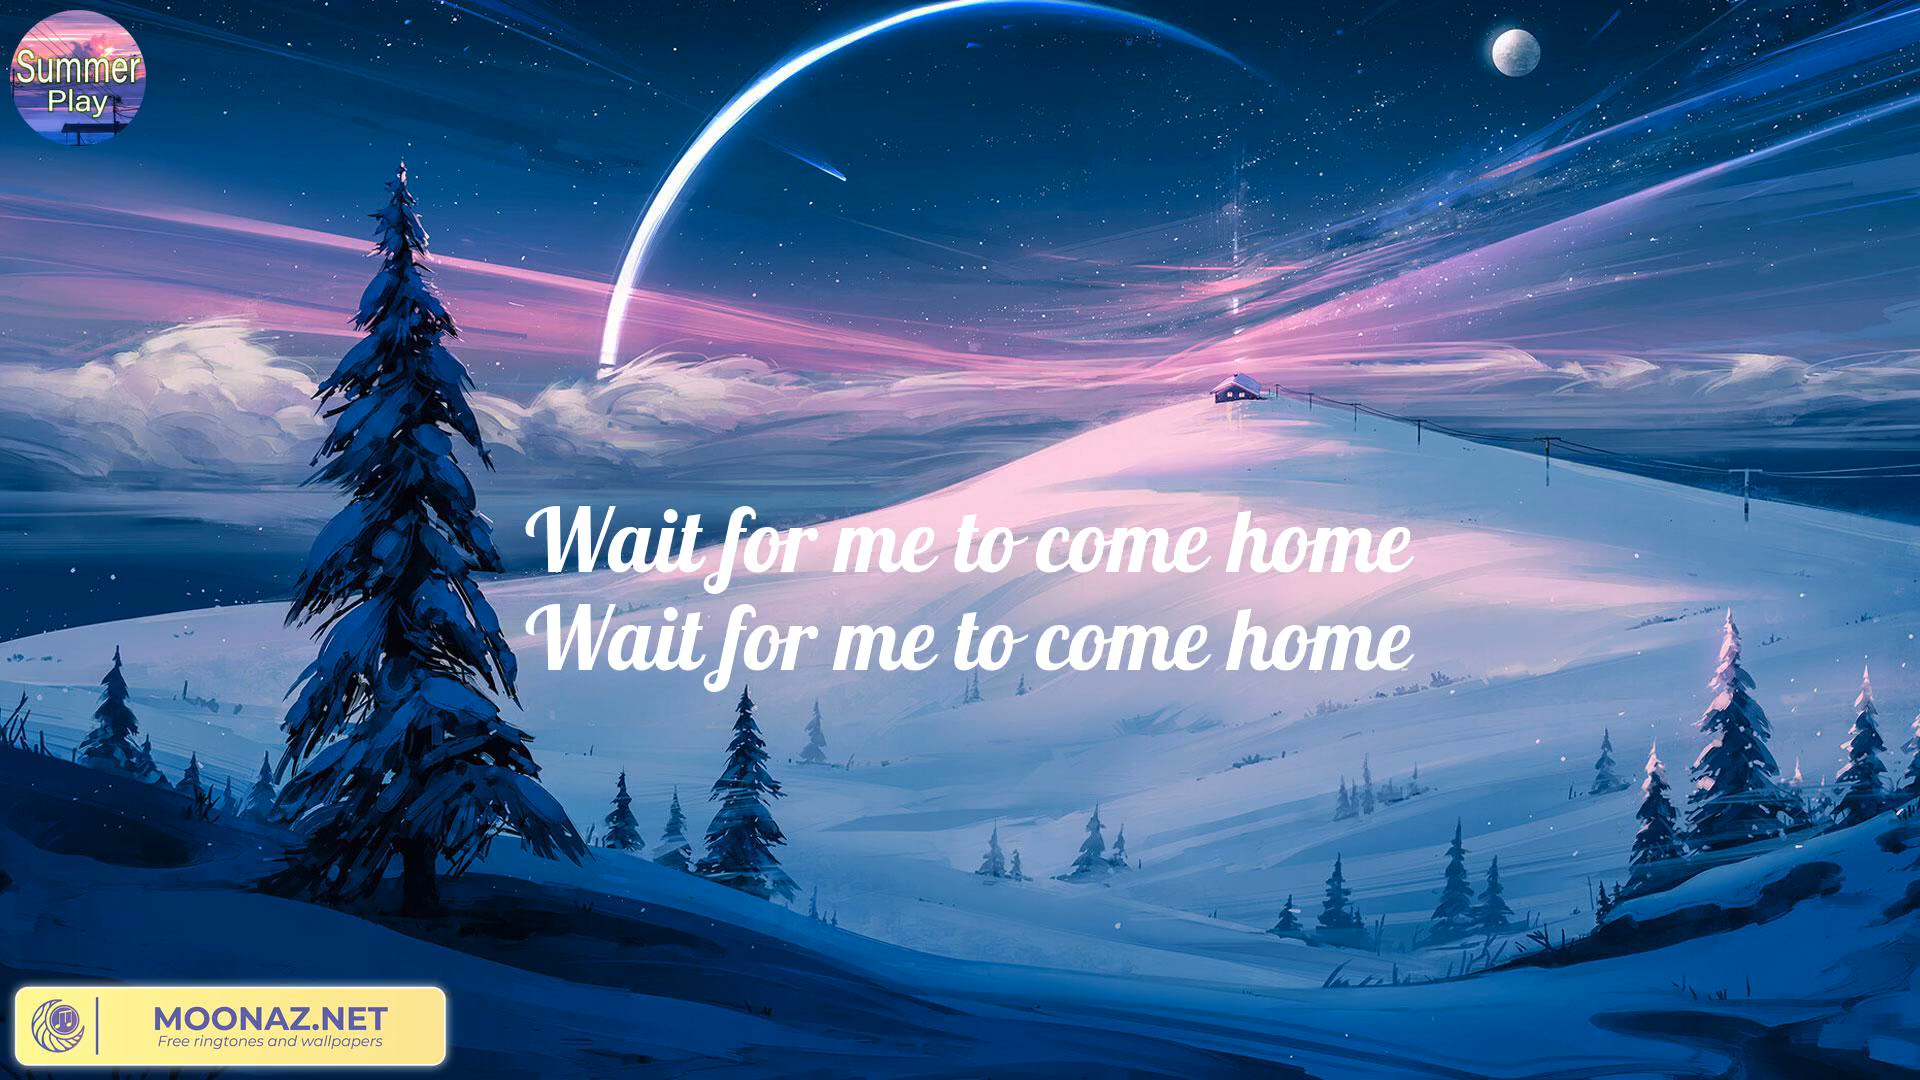 Summer
Play
Wait for me to come home
Wait for me to come home
MOONAZ.NET
Free ringtones and wallpapers